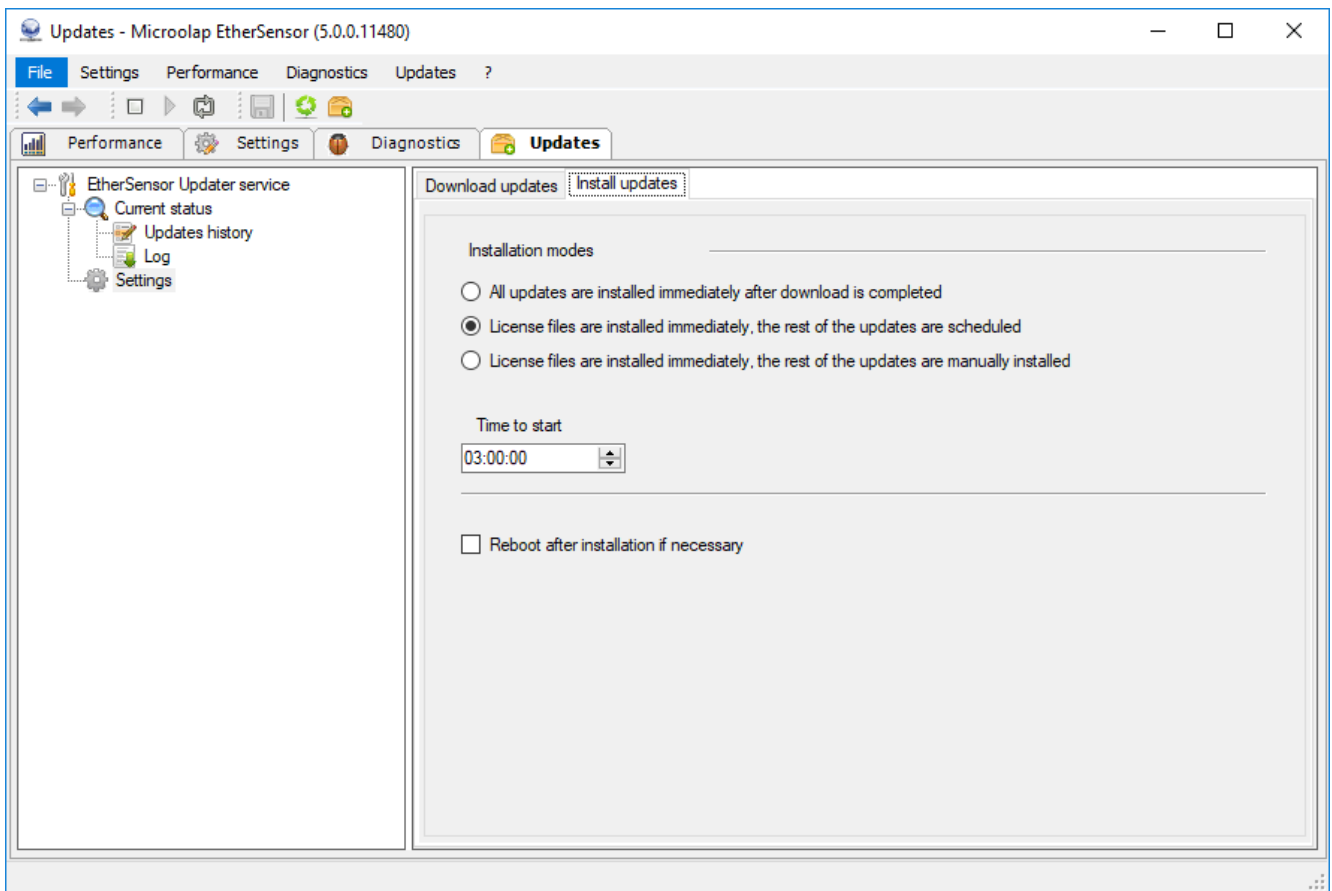 Updates - Microolap EtherSensor (5.0.0.11480)
File Settings Performance Diagnostics Updates ?
Performance Settings Diagnostics Updates
EtherSensor Updater service
Current status
Updates history
Log
Settings
Download updates Install updates
Installation modes
All updates are installed immediately after download is completed
License files are installed immediately, the rest of the updates are scheduled
License files are installed immediately, the rest of the updates are manually installed
Time to start
03:00:00
Reboot after installation if necessary